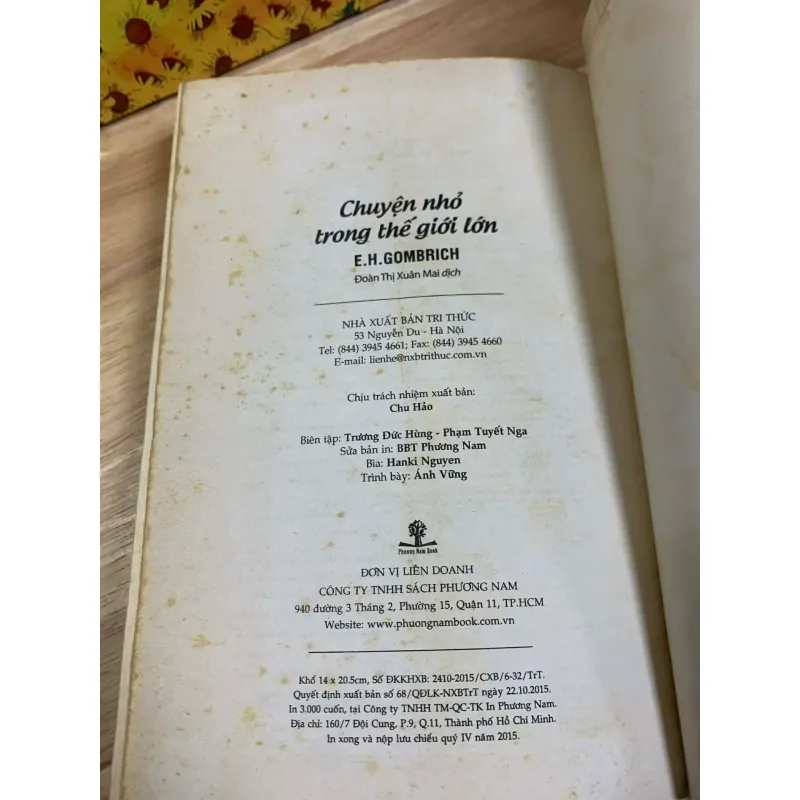 Chuyện nhỏ
trong thế giới lớn
E.H.GOMBRICH
Đoàn Thị Xuân Mai dịch
NHÀ XUẤT BẢN TRI THỨC
53 Nguyễn Du - Hà Nội
Tel: (844) 3945 4661; Fax: (844) 3945 4660
E-mail: lienhe@nxbtrithuc.com.vn
Chịu trách nhiệm xuất bản:
Chu Hảo
Biên tập: Trương Đức Hùng - Phạm Tuyết Nga
Sửa bản in: BBT Phương Nam
Bìa: Hanki Nguyen
Trình bày: Ánh Vững
Phuong Nam Book
ĐƠN VỊ LIÊN DOANH
CÔNG TY TNHH SÁCH PHƯƠNG NAM
940 đường 3 Tháng 2, Phường 15, Quận 11, TP.HCM
Website: www.phuongnambook.com.vn
Khổ 14 x 20.5cm, Số ĐKKHXB: 2410-2015/CXB/6-32/TrT.
Quyết định xuất bản số 68/QĐLK-NXBTrT ngày 22.10.2015.
In 3.000 cuốn, tại Công ty TNHH TM-QC-TK In Phương Nam.
Địa chỉ: 160/7 Đội Cung, P.9, Q.11, Thành phố Hồ Chí Minh.
In xong và nộp lưu chiểu quý IV năm 2015.